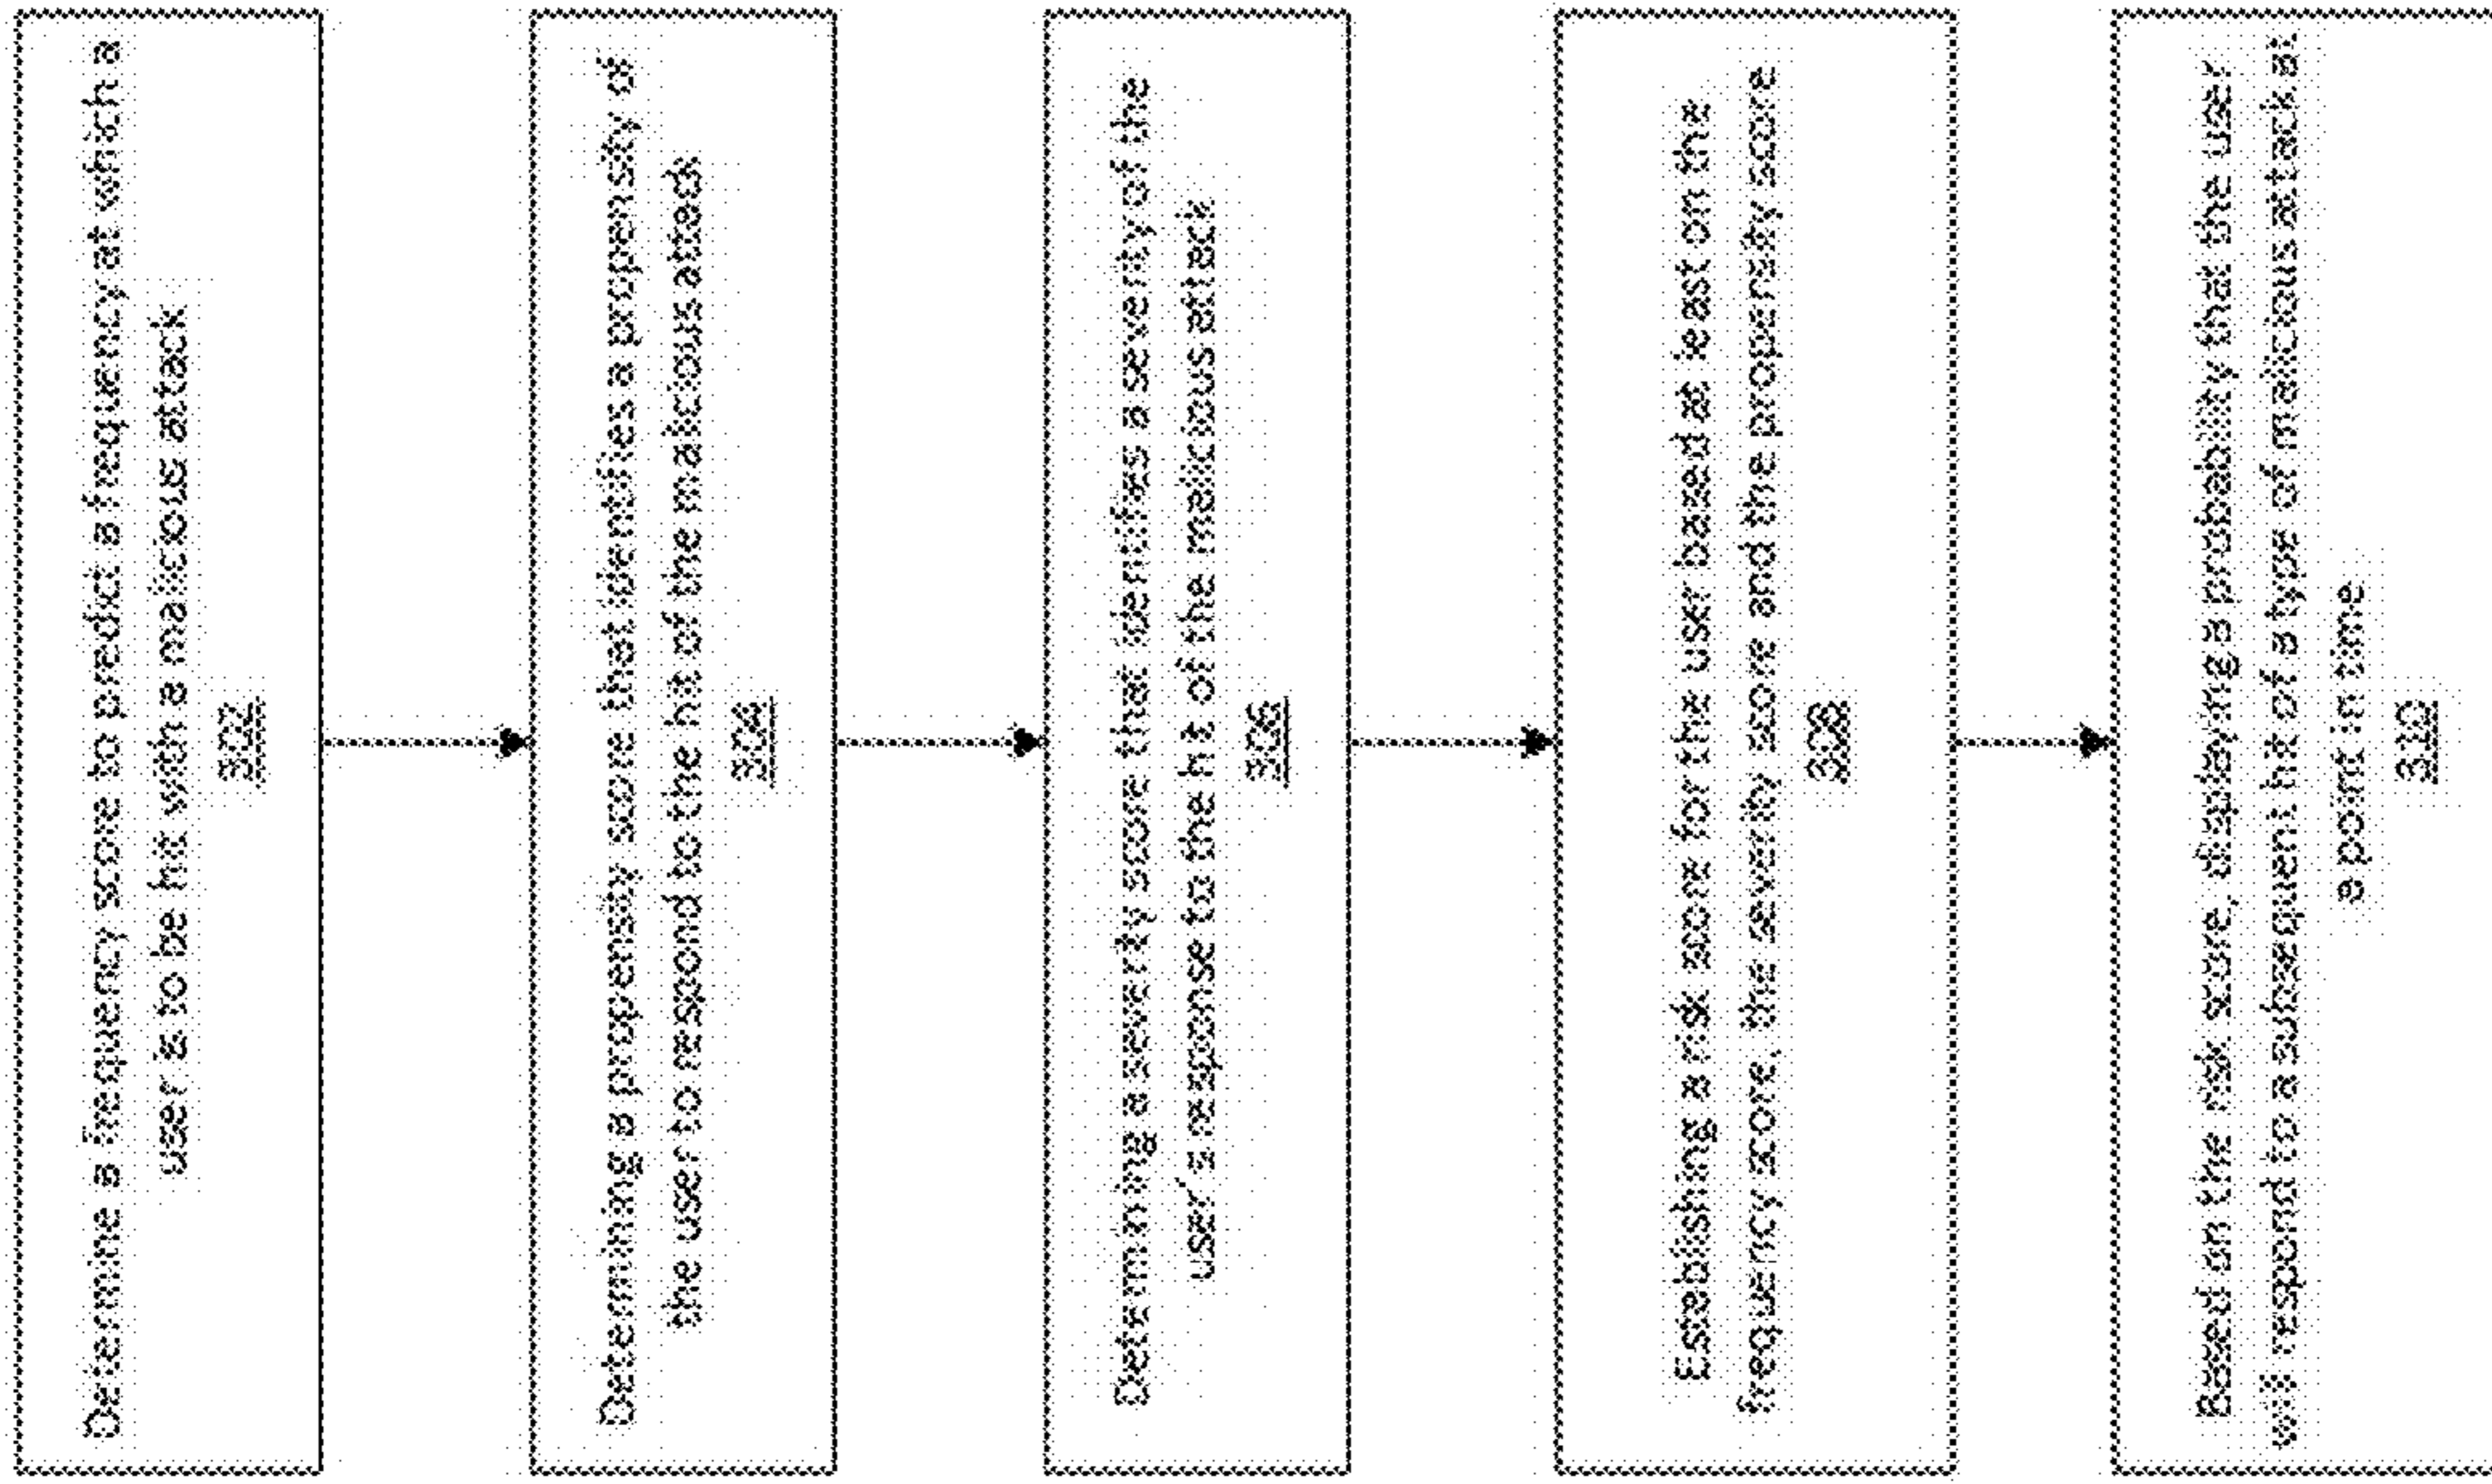 Determine a frequency score to predict a frequency at which a
user is to be hit with a malicious attack
302
Determining a propensity score that identifies a propensity of
the user to respond to the hit of the malicious attack
304
Determining a severity score that identifies a severity of the
user's response to the hit of the malicious attack
306
Establishing a risk score for the user based at least on the
frequency score, the severity score and the propensity score
308
Based on the risk score, displaying a probability that the user
will respond to a subsequent hit of a type of malicious attack at
a point in time
310